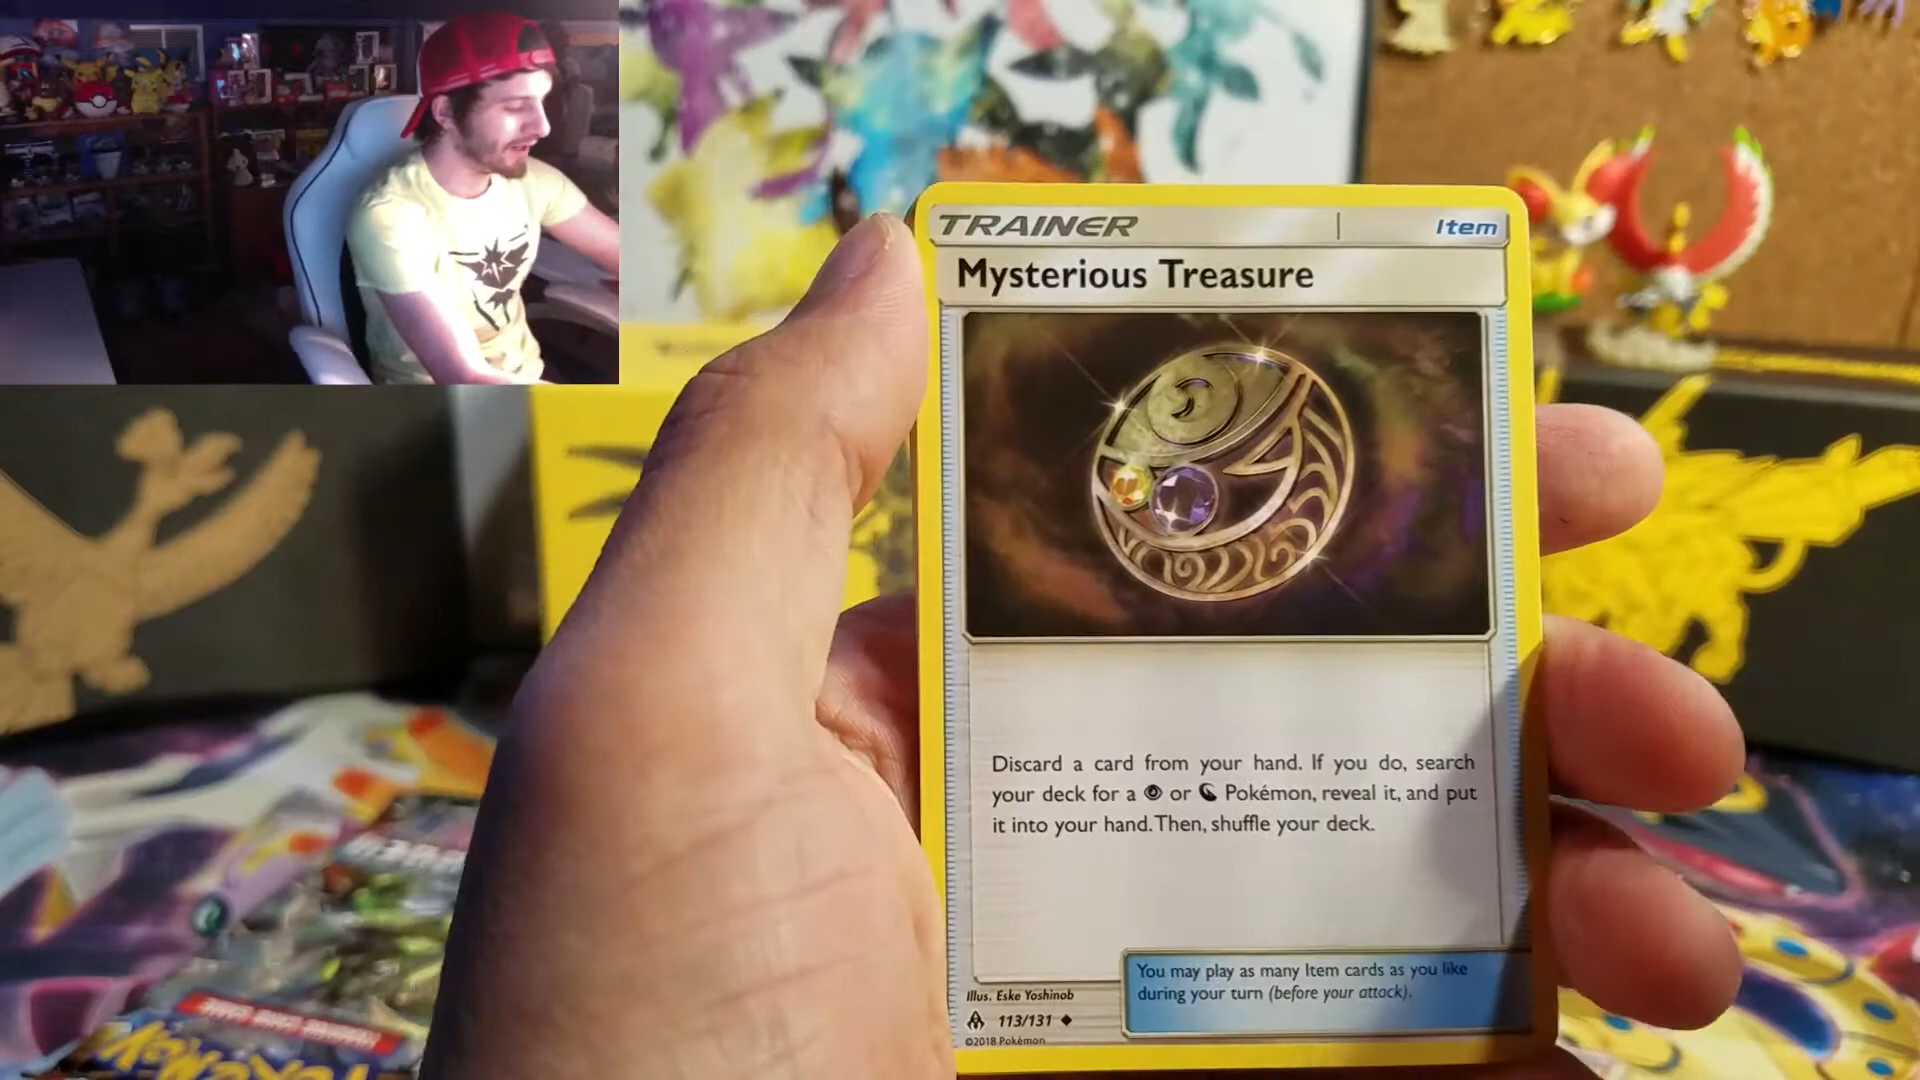 TRAINER
Item
Mysterious Treasure
Discard a card from your hand. If you do, search
your deck for a or Pokémon, reveal it, and put
it into your hand. Then, shuffle your deck.
You may play as many Item cards as you like
during your turn (before your attack).
Illus. Eske Yoshinob
113/131
©2018 Pokémon